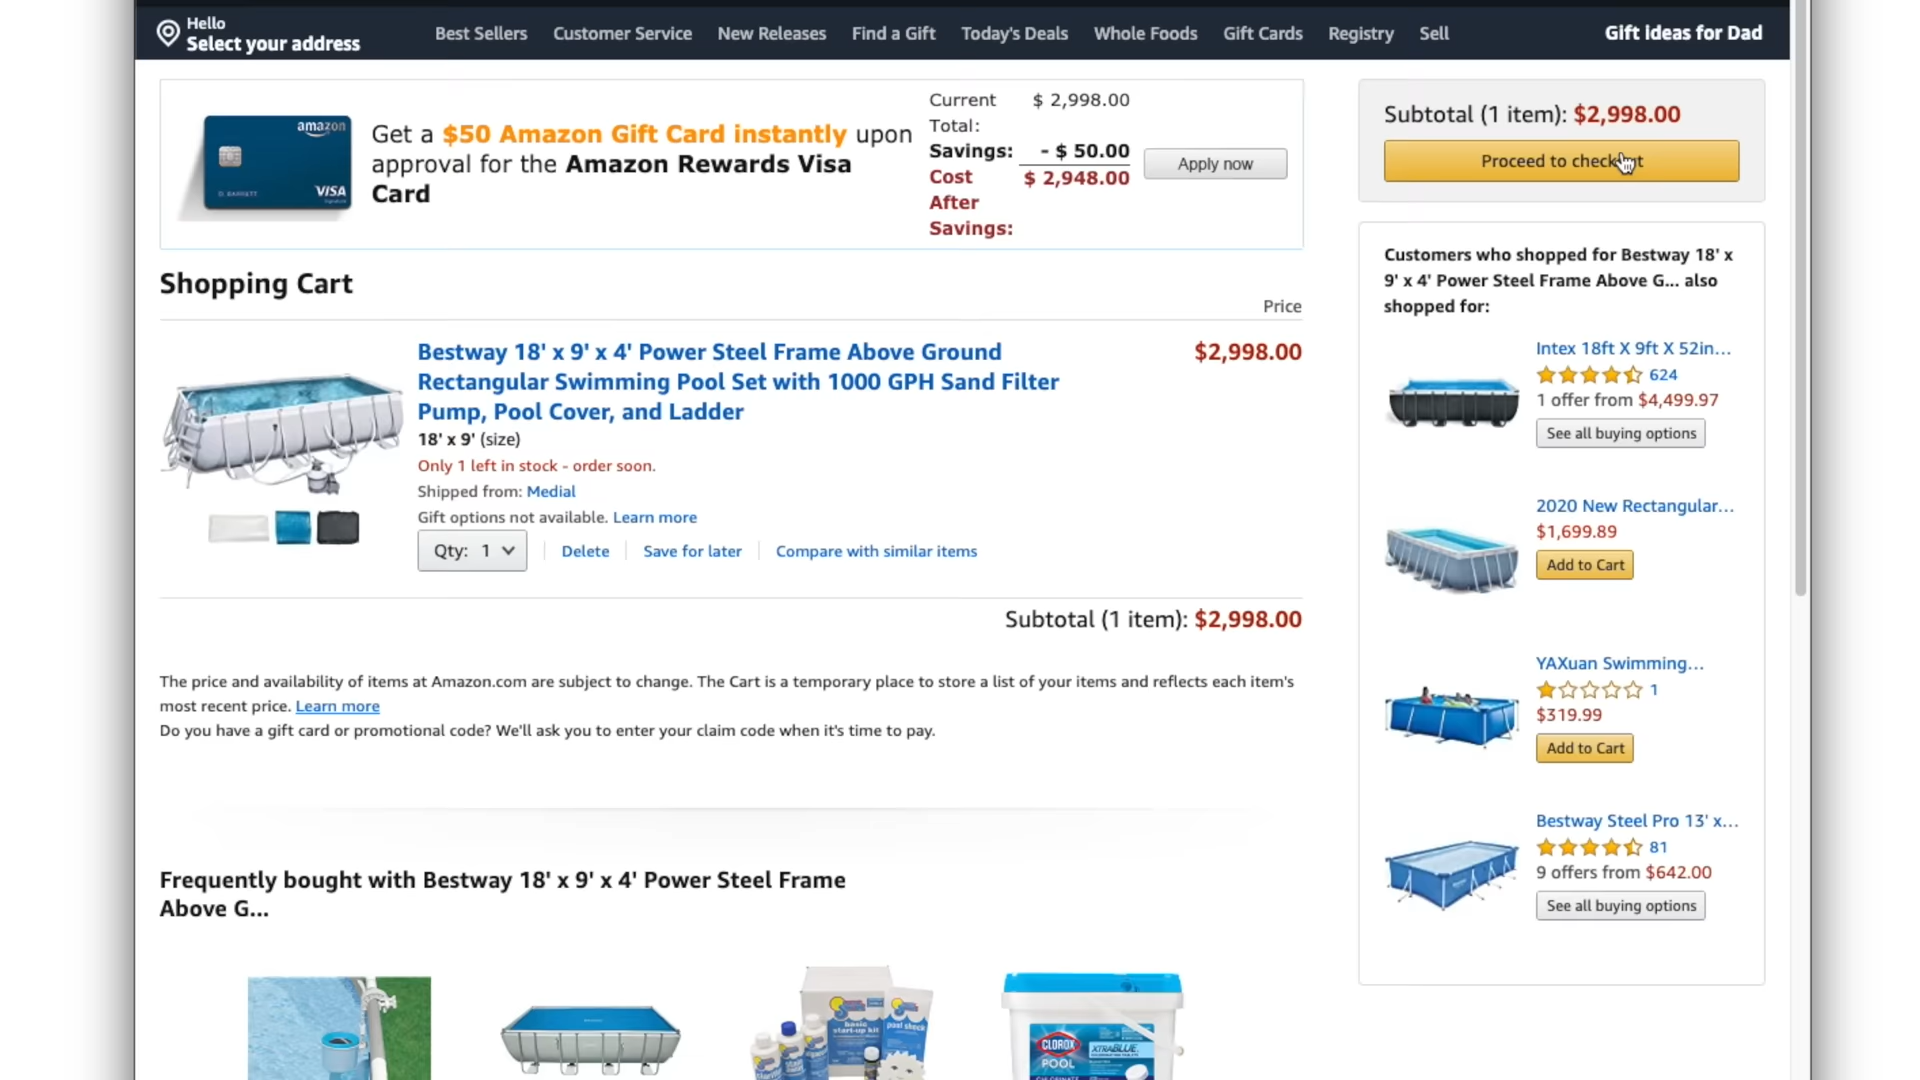 Hello
Select your address
Best Sellers
Customer Service
New Releases
Find a Gift
Today's Deals
Whole Foods
Gift Cards
Registry
Sell
Gift ideas for Dad
amazon
VISA
Get a $50 Amazon Gift Card instantly upon
approval for the Amazon Rewards Visa
Card
Current $ 2,998.00
Total:
Savings: - $ 50.00
Cost $ 2,948.00
After
Savings:
Apply now
Subtotal (1 item): $2,998.00
Proceed to checkout
Shopping Cart
Price
Bestway 18' x 9' x 4' Power Steel Frame Above Ground
Rectangular Swimming Pool Set with 1000 GPH Sand Filter
Pump, Pool Cover, and Ladder
$2,998.00
18' x 9' (size)
Only 1 left in stock - order soon.
Shipped from: Medial
Gift options not available. Learn more
Qty: 1
Delete
Save for later
Compare with similar items
Subtotal (1 item): $2,998.00
The price and availability of items at Amazon.com are subject to change. The Cart is a temporary place to store a list of your items and reflects each item's
most recent price. Learn more
Do you have a gift card or promotional code? We'll ask you to enter your claim code when it's time to pay.
Frequently bought with Bestway 18' x 9' x 4' Power Steel Frame
Above G...
basic
start-up kit
pool shock
CLOROX
POOL
XTRABLUE
Customers who shopped for Bestway 18' x
9' x 4' Power Steel Frame Above G... also
shopped for:
Intex 18ft X 9ft X 52in...
624
1 offer from $4,499.97
See all buying options
2020 New Rectangular...
$1,699.89
Add to Cart
YAXuan Swimming...
1
$319.99
Add to Cart
Bestway Steel Pro 13' x...
81
9 offers from $642.00
See all buying options